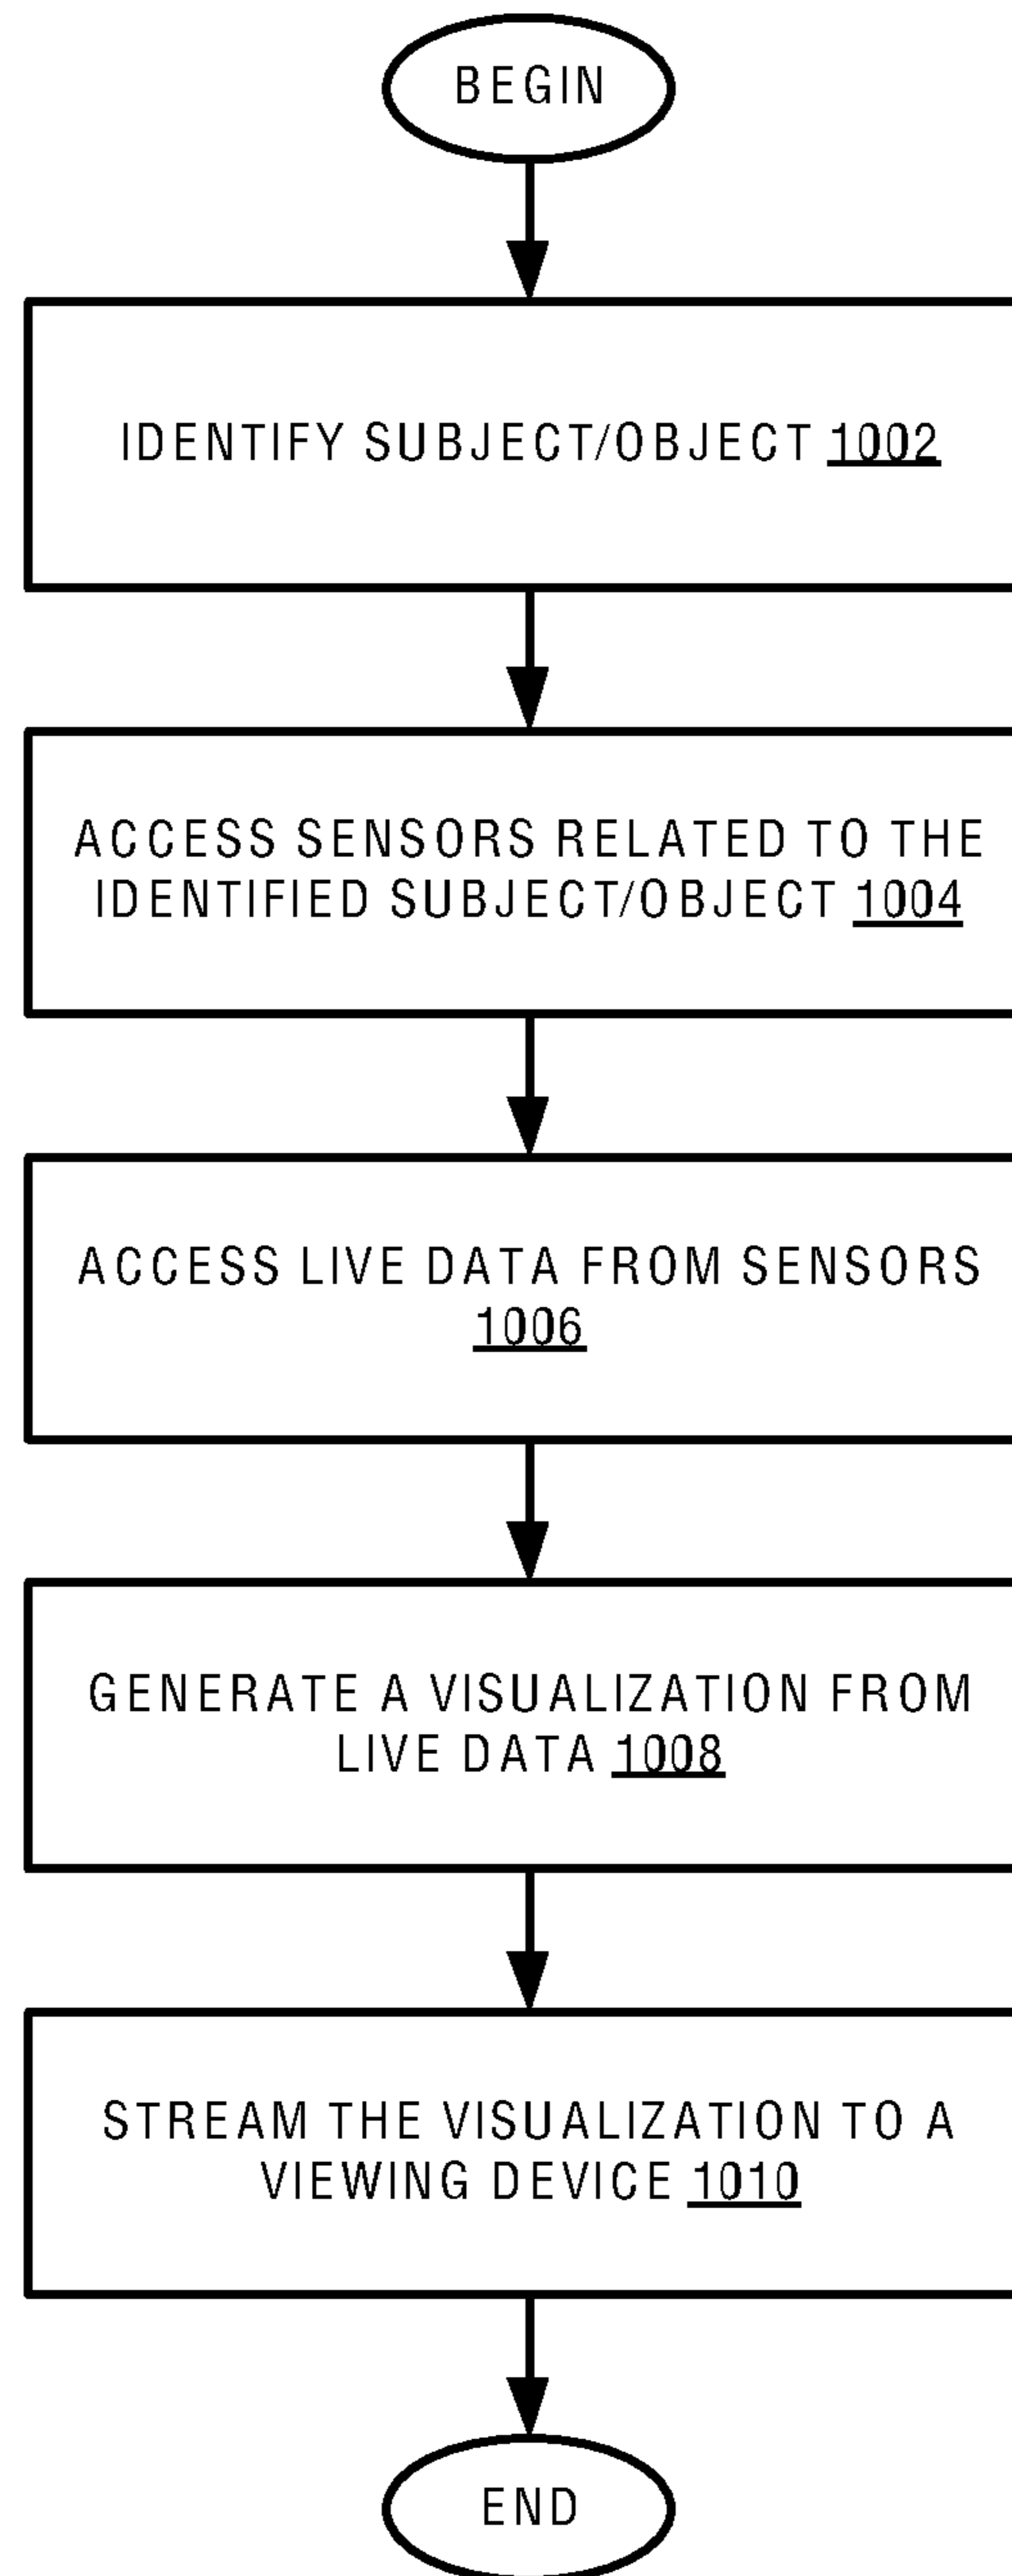 BEGIN
IDENTIFY SUBJECT/OBJECT 1002
ACCESS SENSORS RELATED TO THE
IDENTIFIED SUBJECT/OBJECT 1004
ACCESS LIVE DATA FROM SENSORS
1006
GENERATE A VISUALIZATION FROM
LIVE DATA 1008
STREAM THE VISUALIZATION TO A
VIEWING DEVICE 1010
END